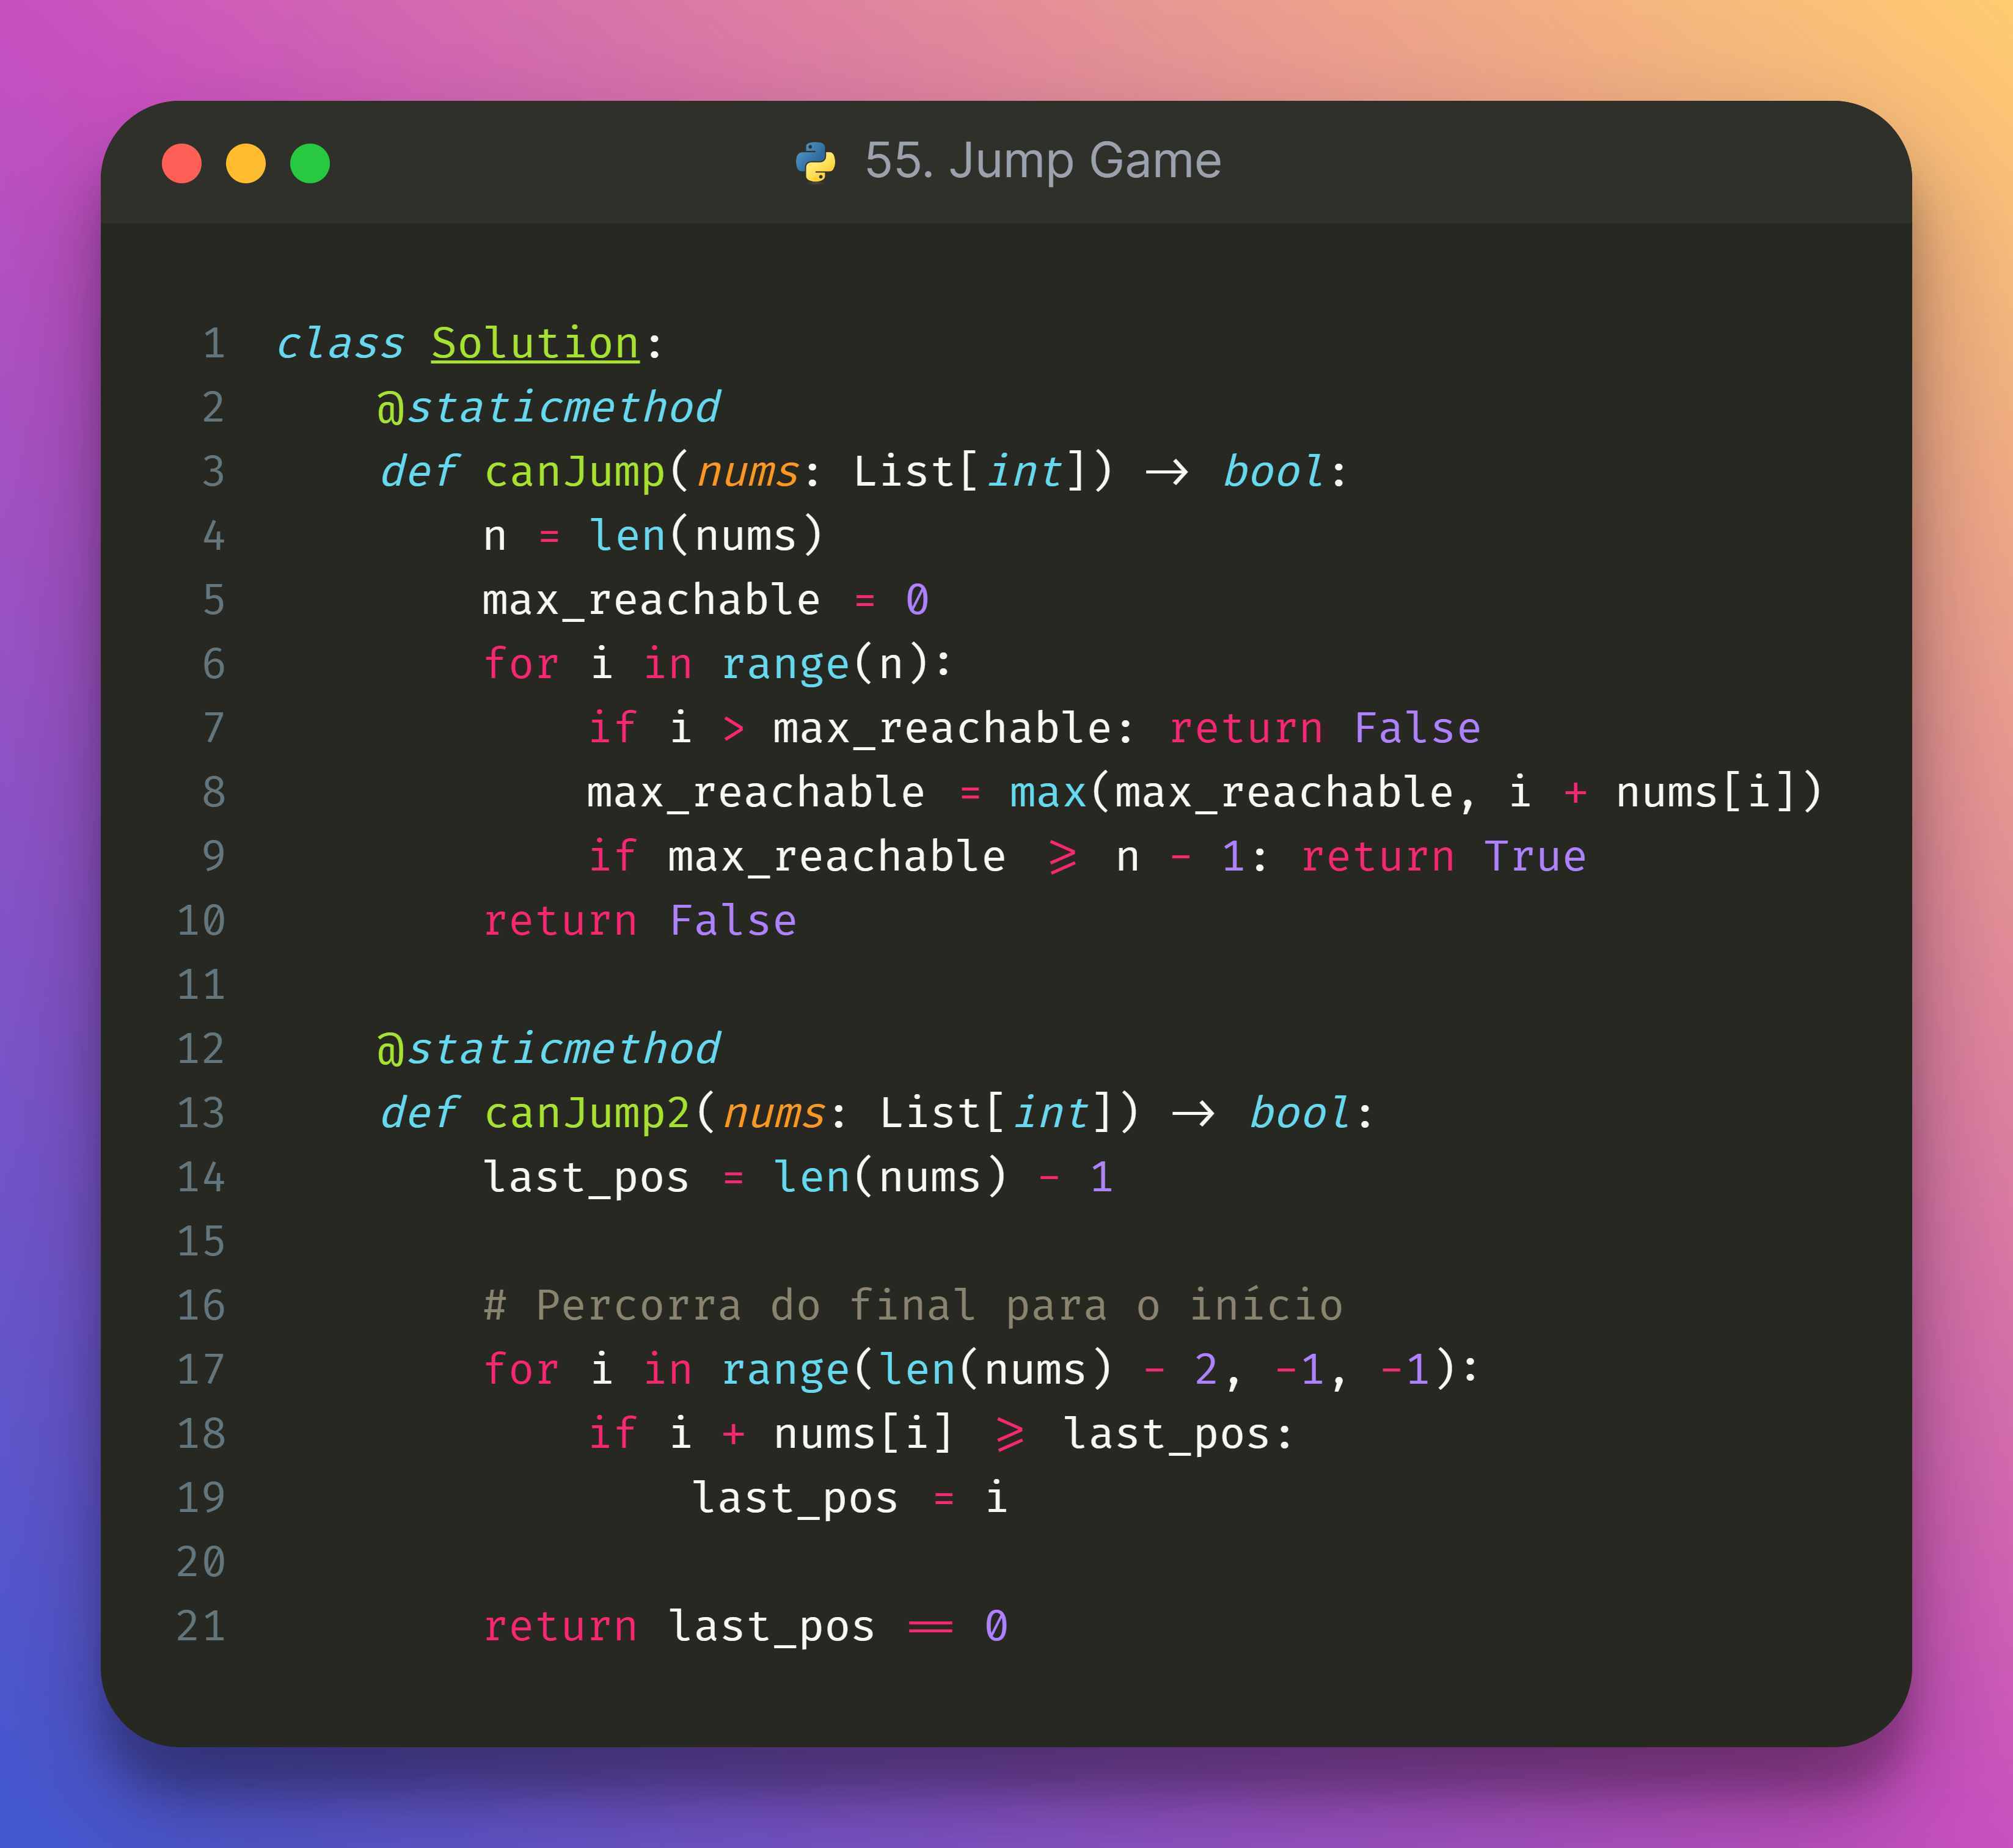 55. Jump Game
1 class Solution:
2     @staticmethod
3     def canJump(nums: List[int]) -> bool:
4         n = len(nums)
5         max_reachable = 0
6         for i in range(n):
7             if i > max_reachable: return False
8             max_reachable = max(max_reachable, i + nums[i])
9             if max_reachable >= n - 1: return True
10         return False
11
12     @staticmethod
13     def canJump2(nums: List[int]) -> bool:
14         last_pos = len(nums) - 1
15
16         # Percorra do final para o início
17         for i in range(len(nums) - 2, -1, -1):
18             if i + nums[i] >= last_pos:
19                 last_pos = i
20
21         return last_pos == 0